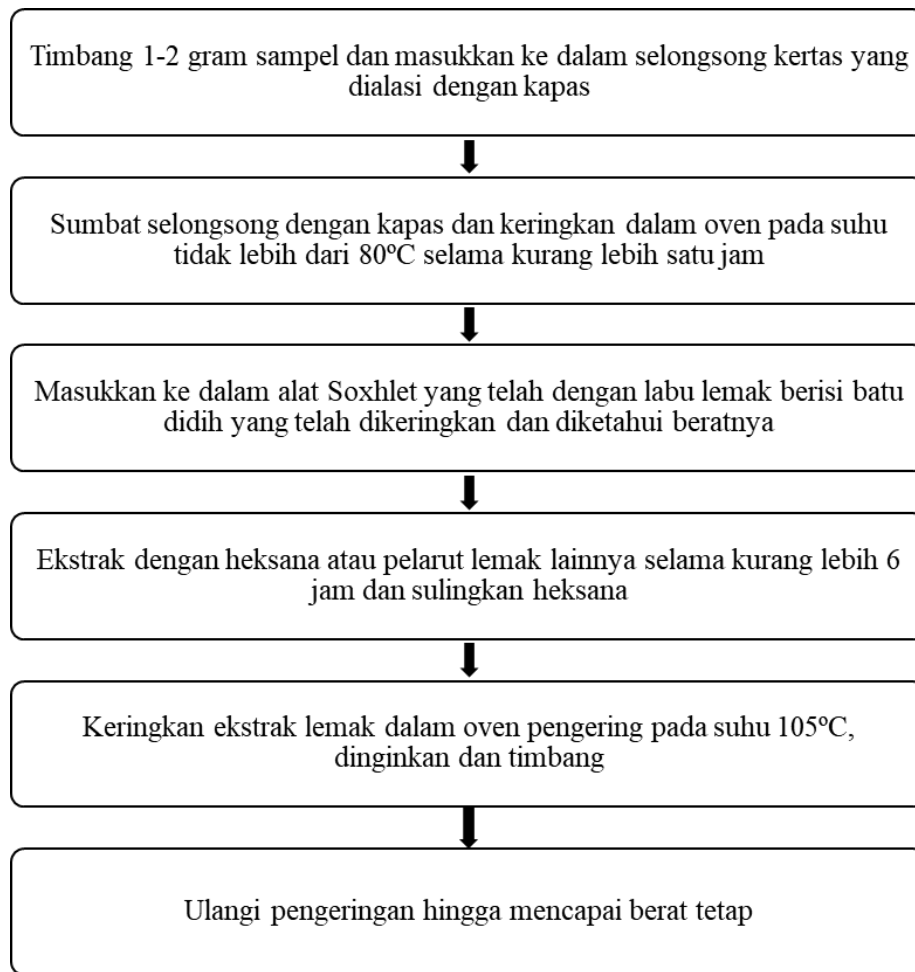 Timbang 1-2 gram sampel dan masukkan ke dalam selongsong kertas yang
dialasi dengan kapas
Sumbat selongsong dengan kapas dan keringkan dalam oven pada suhu
tidak lebih dari 80ºC selama kurang lebih satu jam
Masukkan ke dalam alat Soxhlet yang telah dengan labu lemak berisi batu
didih yang telah dikeringkan dan diketahui beratnya
Ekstrak dengan heksana atau pelarut lemak lainnya selama kurang lebih 6
jam dan sulingkan heksana
Keringkan ekstrak lemak dalam oven pengering pada suhu 105ºC,
dinginkan dan timbang
Ulangi pengeringan hingga mencapai berat tetap